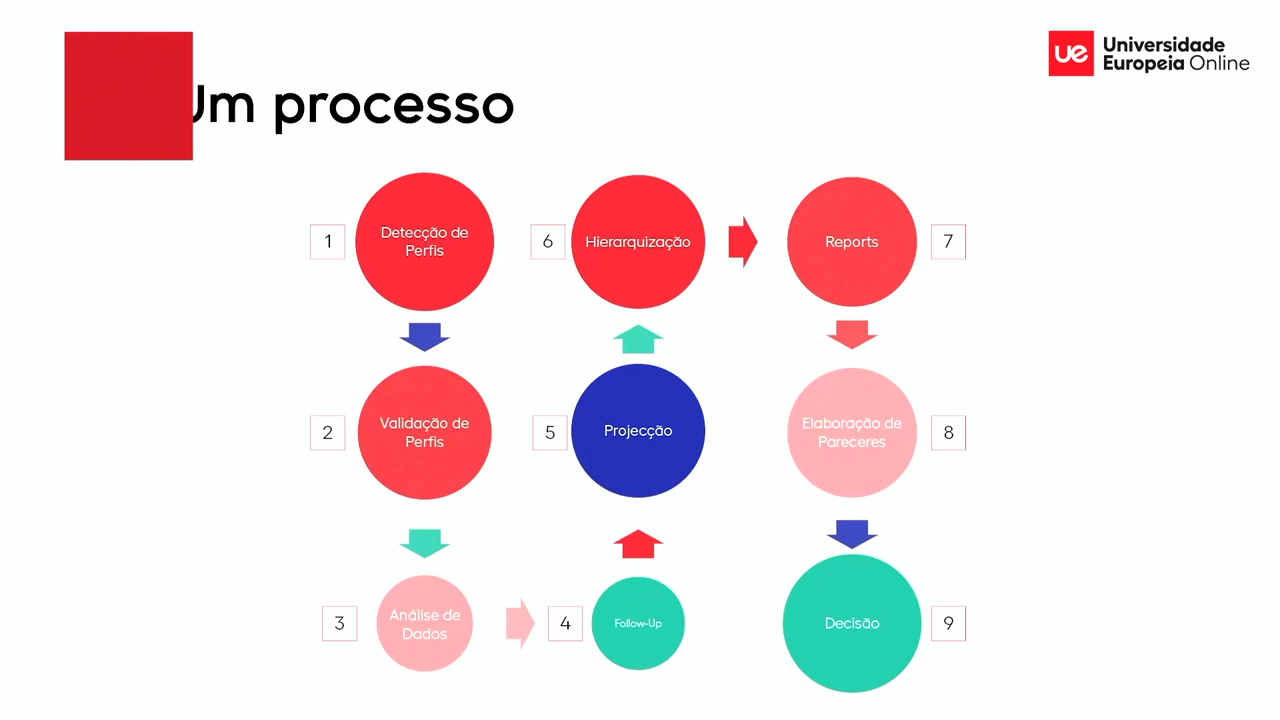 ue Universidade
Europeia Online
Um processo
1
Detecção de
Perfis
2
Validação de
Perfis
3
Análise de
Dados
4
Follow-Up
5
Projecção
6
Hierarquização
7
Reports
8
Elaboração de
Pareceres
9
Decisão